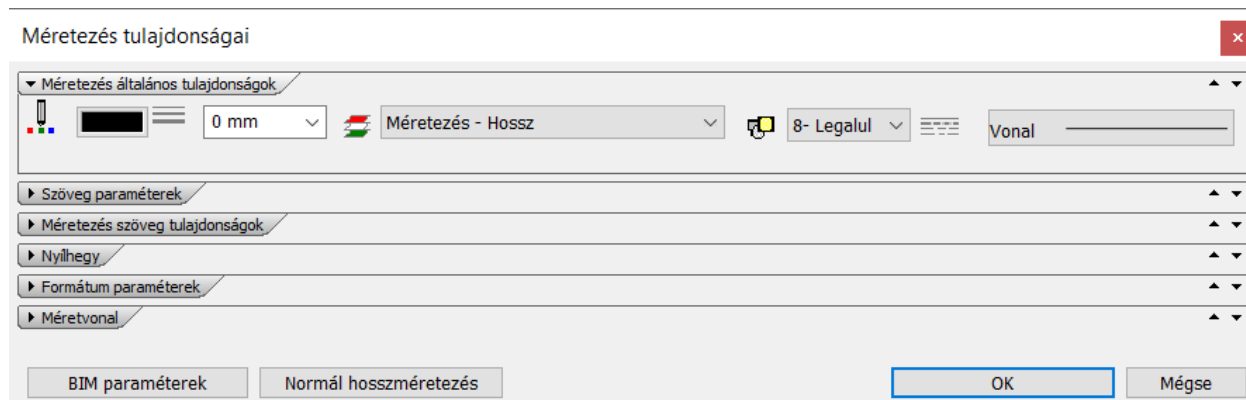 Méretezés tulajdonságai
Méretezés általános tulajdonságok
0 mm Méretezés - Hossz 8- Legalul Vonal
Szöveg paraméterek
Méretezés szöveg tulajdonságok
Nyílhegy
Formátum paraméterek
Méretvonal
BIM paraméterek Normál hosszméretezés OK Mégse